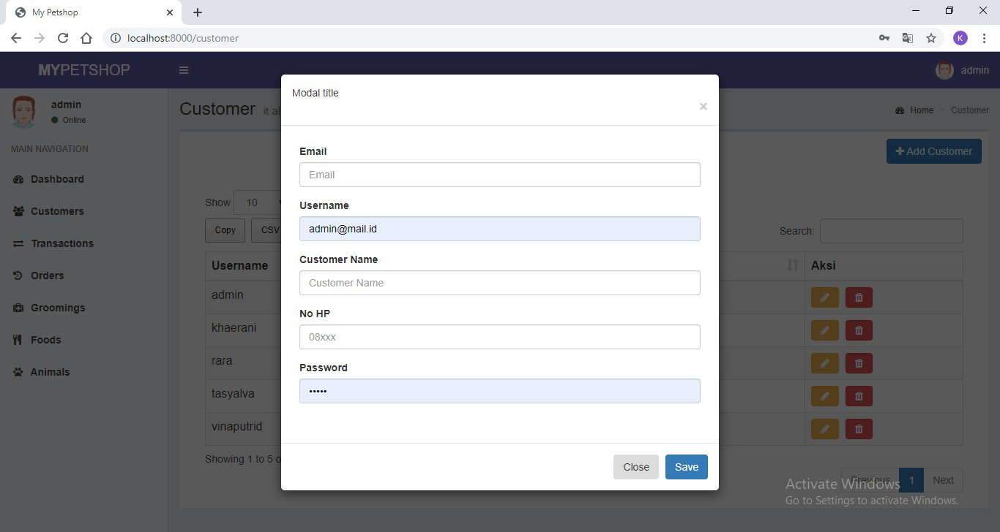 My Petshop
localhost:8000/customer
K
MYPETSHOP
admin
admin
Online
MAIN NAVIGATION
Dashboard
Customers
Transactions
Orders
Groomings
Foods
Animals
Customer it al
Home
Customer
Add Customer
Show 10
Copy
CSV
Search:
Username
Aksi
admin
khaerani
rara
tasyalva
vinaputrid
Showing 1 to 5 o
Previous
1
Next
Modal title
×
Email
Email
Username
admin@mail.id
Customer Name
Customer Name
No HP
08xxx
Password
•••••
Close
Save
Activate Windows
Go to Settings to activate Windows.